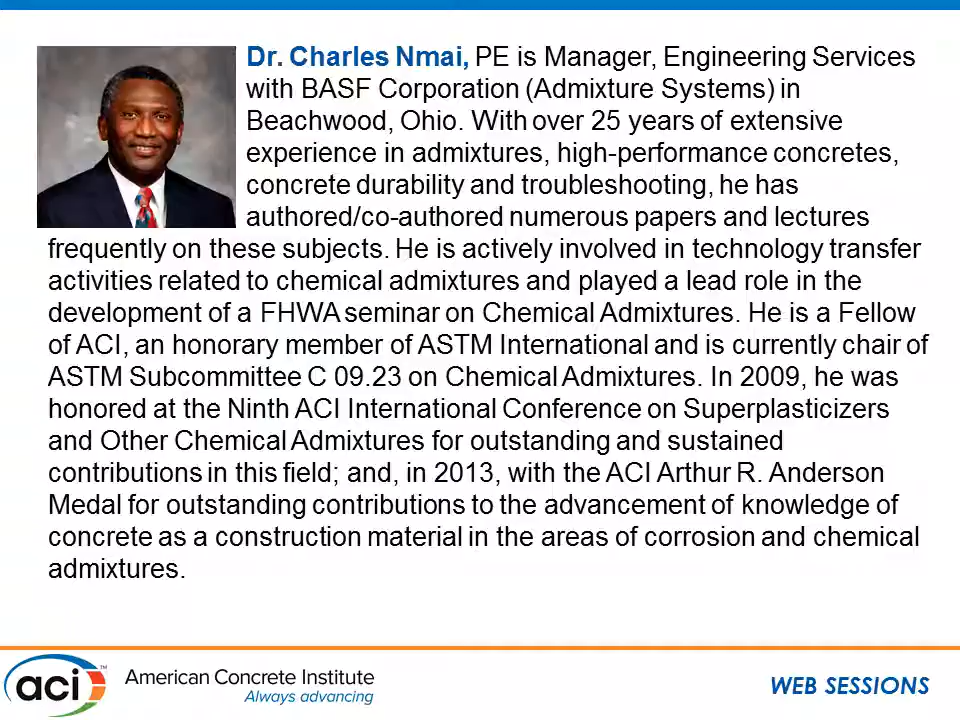 Dr. Charles Nmai, PE is Manager, Engineering Services
with BASF Corporation (Admixture Systems) in
Beachwood, Ohio. With over 25 years of extensive
experience in admixtures, high-performance concretes,
concrete durability and troubleshooting, he has
authored/co-authored numerous papers and lectures
frequently on these subjects. He is actively involved in technology transfer
activities related to chemical admixtures and played a lead role in the
development of a FHWA seminar on Chemical Admixtures. He is a Fellow
of ACI, an honorary member of ASTM International and is currently chair of
ASTM Subcommittee C 09.23 on Chemical Admixtures. In 2009, he was
honored at the Ninth ACI International Conference on Superplasticizers
and Other Chemical Admixtures for outstanding and sustained
contributions in this field; and, in 2013, with the ACI Arthur R. Anderson
Medal for outstanding contributions to the advancement of knowledge of
concrete as a construction material in the areas of corrosion and chemical
admixtures.
aci™
American Concrete Institute
Always advancing
WEB SESSIONS